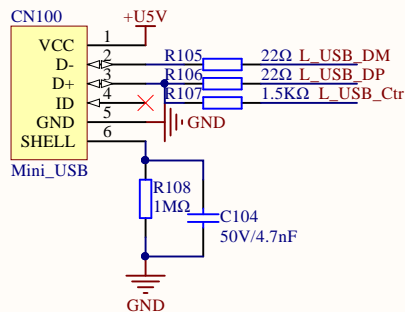 CN100
+U5V
VCC 1
D- 2 R105 22Ω L_USB_DM
D+ 3 R106 22Ω L_USB_DP
ID 4 R107 1.5KΩ L_USB_Ctr
GND 5 GND
SHELL 6
Mini_USB
R108
1MΩ
C104
50V/4.7nF
GND